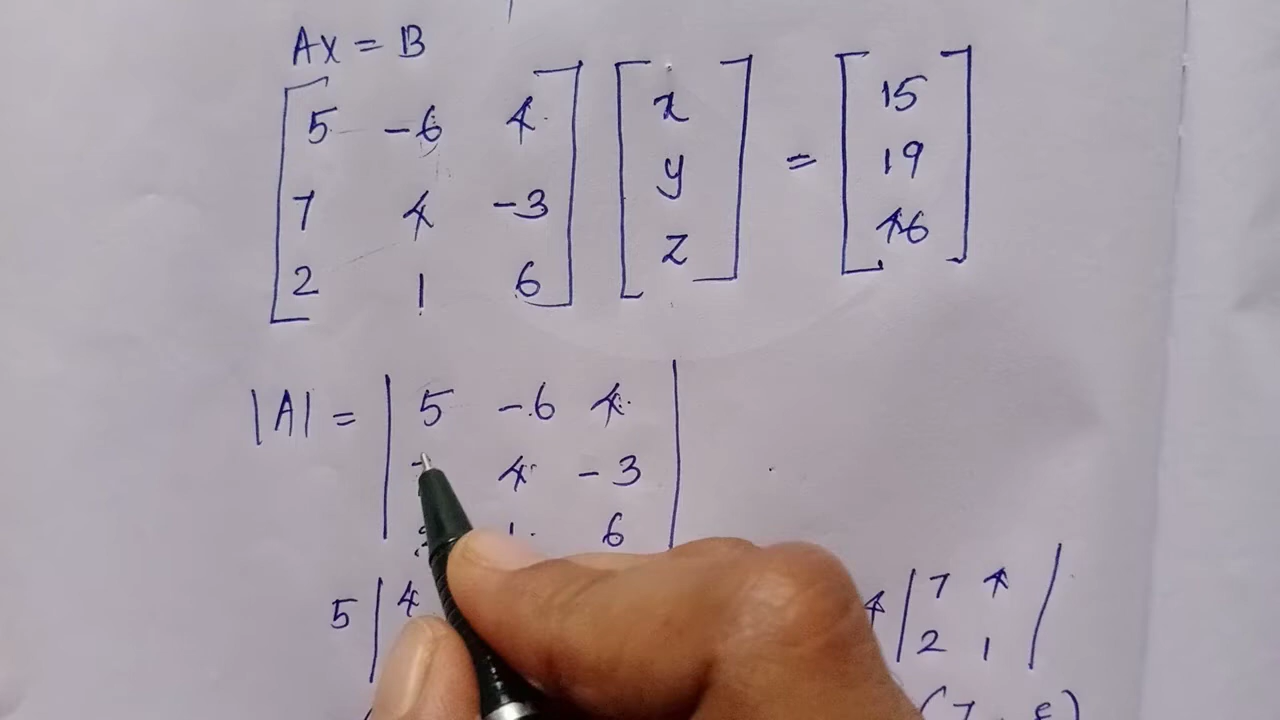 AX = B
5 -6 4 x 15
7 4 -3 y = 19
2 1 6 z 46
|A| = | 5 -6 4 |
4 -3
6
5 | 4 4 | 7 4 |
2 1
(7